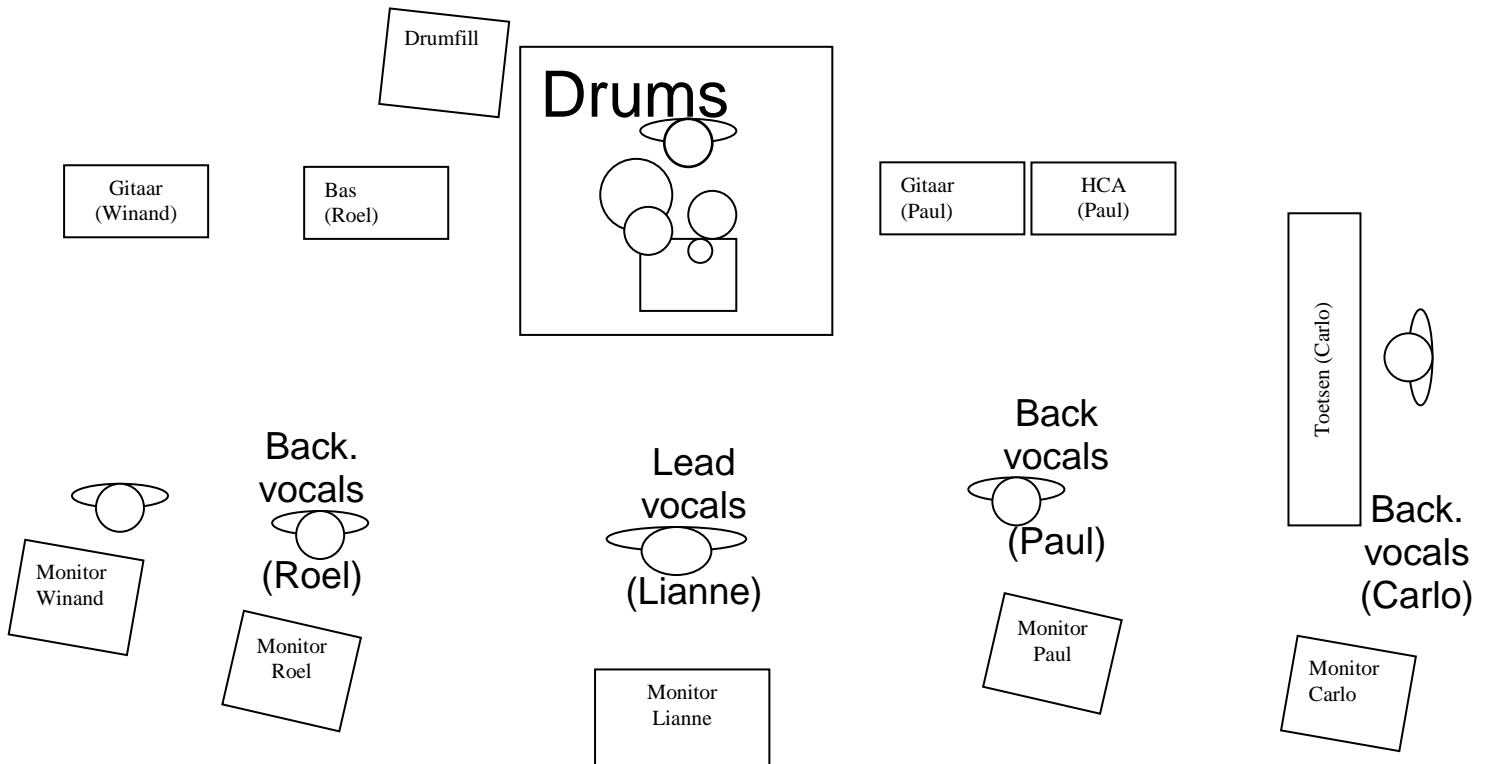 Drumfill
Drums
Gitaar
(Winand)
Bas
(Roel)
Gitaar
(Paul)
HCA
(Paul)
Toetsen (Carlo)
Back.
vocals
(Roel)
Lead
vocals
(Lianne)
Back
vocals
(Paul)
Back.
vocals
(Carlo)
Monitor
Winand
Monitor
Roel
Monitor
Lianne
Monitor
Paul
Monitor
Carlo